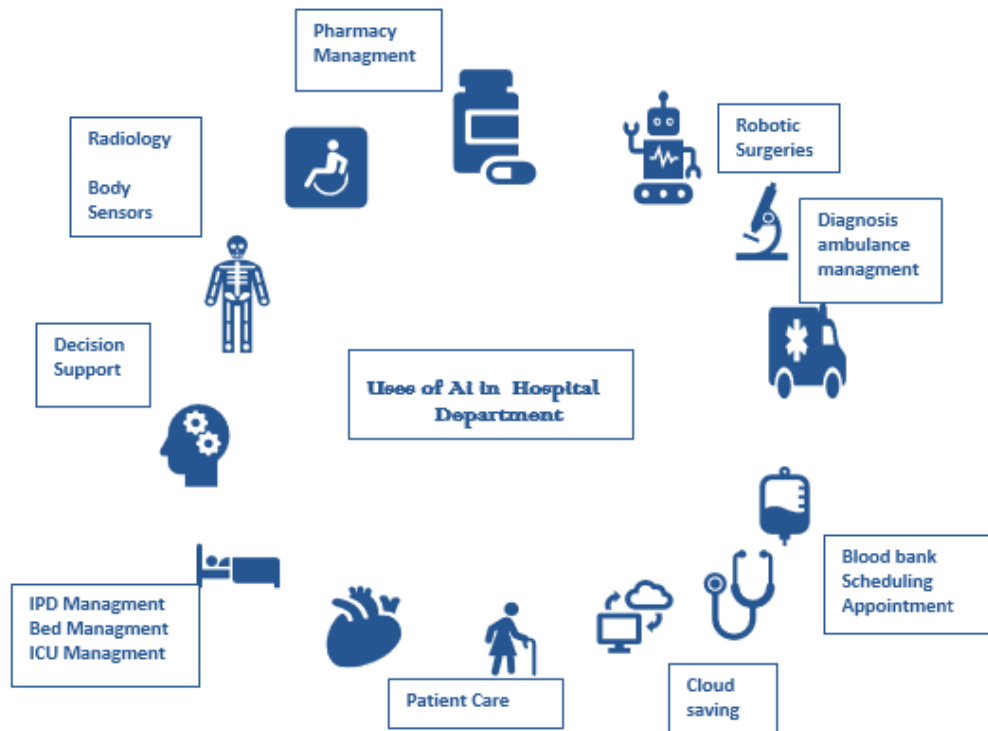 Pharmacy
Managment
Radiology
Body
Sensors
Robotic
Surgeries
Diagnosis
ambulance
managment
Decision
Support
Uses of AI in Hospital
Department
Blood bank
Scheduling
Appointment
IPD Managment
Bed Managment
ICU Managment
Patient Care
Cloud
saving